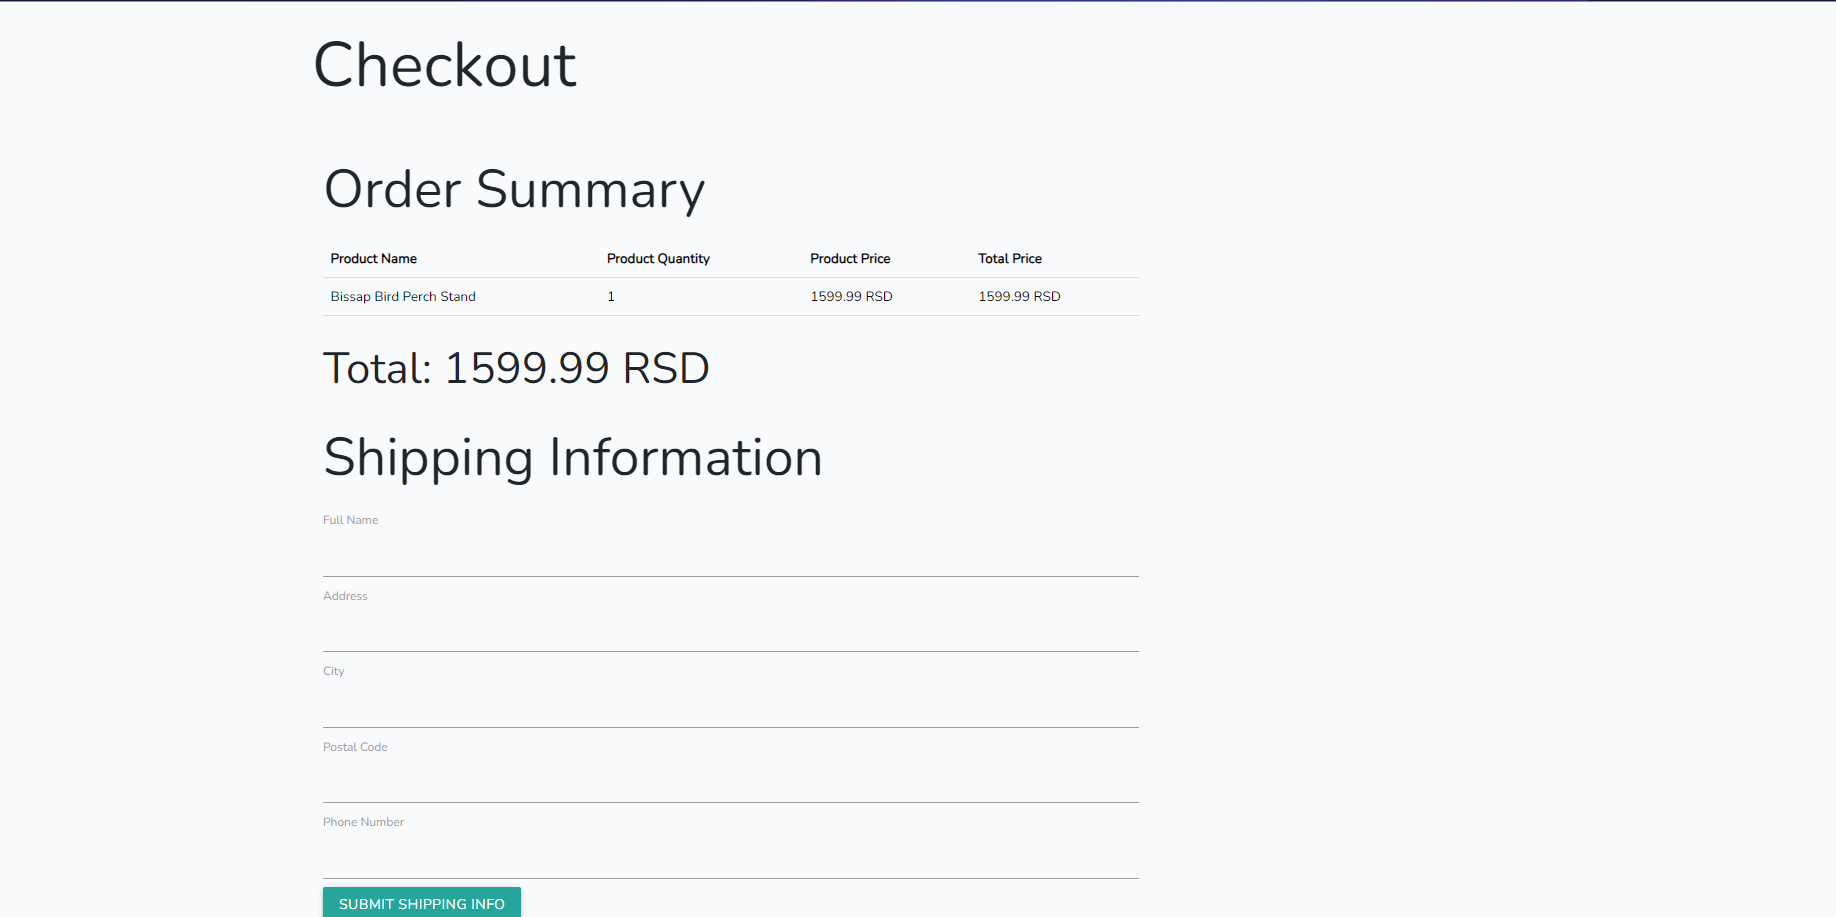 Checkout
Order Summary
Product Name Product Quantity Product Price Total Price
Bissap Bird Perch Stand 1 1599.99 RSD 1599.99 RSD
Total: 1599.99 RSD
Shipping Information
Full Name
Address
City
Postal Code
Phone Number
SUBMIT SHIPPING INFO